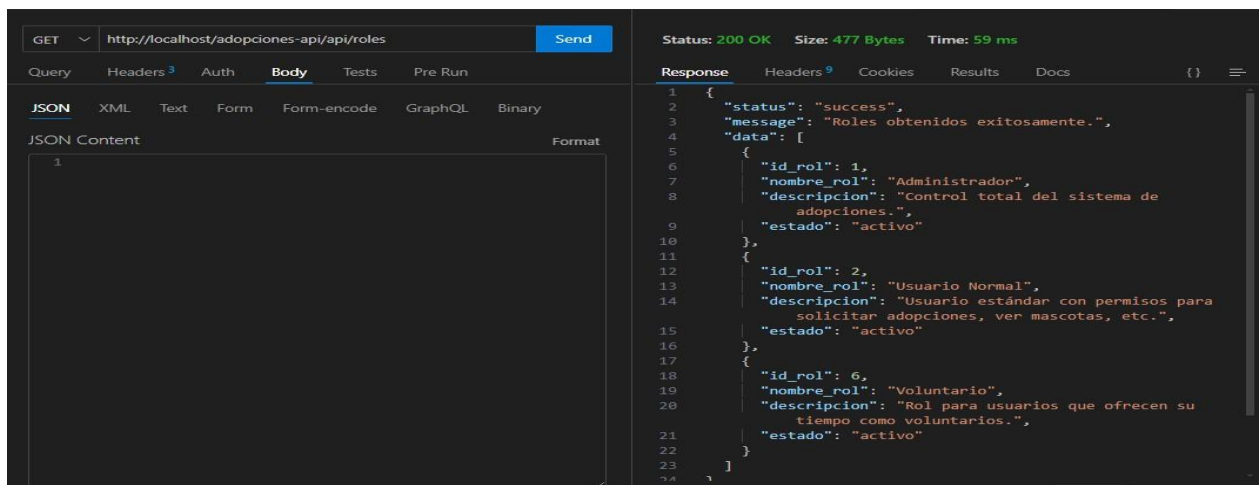 GET http://localhost/adopciones-api/api/roles Send
Query Headers 3 Auth Body Tests Pre Run
JSON XML Text Form Form-encode GraphQL Binary
JSON Content Format
1
Status: 200 OK Size: 477 Bytes Time: 59 ms
Response Headers 9 Cookies Results Docs { }
1 {
2 "status": "success",
3 "message": "Roles obtenidos exitosamente.",
4 "data": [
5 {
6 "id_rol": 1,
7 "nombre_rol": "Administrador",
8 "descripcion": "Control total del sistema de
adopciones.",
9 "estado": "activo"
10 },
11 {
12 "id_rol": 2,
13 "nombre_rol": "Usuario Normal",
14 "descripcion": "Usuario estándar con permisos para
solicitar adopciones, ver mascotas, etc.",
15 "estado": "activo"
16 },
17 {
18 "id_rol": 6,
19 "nombre_rol": "Voluntario",
20 "descripcion": "Rol para usuarios que ofrecen su
tiempo como voluntarios.",
21 "estado": "activo"
22 }
23 ]
24 }